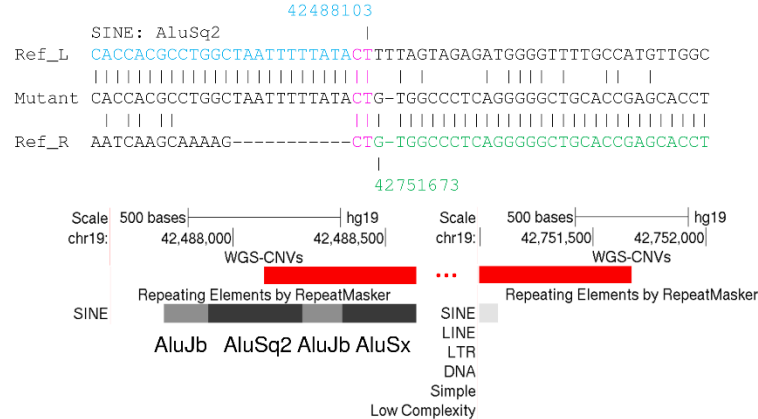 42488103
SINE: AluSq2
Ref_L CACCACGCCTGGCTAATTTTTATACTTTTAGTAGAGATGGGGTTTTGCCATGTTGGC
Mutant CACCACGCCTGGCTAATTTTTATACTG-TGGCCCTCAGGGGGCTGCACCGAGCACCT
Ref_R AATCAAGCAAAAG-----------CTG-TGGCCCTCAGGGGGCTGCACCGAGCACCT
42751673
Scale 500 bases hg19
chr19: 42,488,000 42,488,500
WGS-CNVs
Repeating Elements by RepeatMasker
SINE
AluJb AluSq2 AluJb AluSx
...
Scale 500 bases hg19
chr19: 42,751,500 42,752,000
WGS-CNVs
Repeating Elements by RepeatMasker
SINE
LINE
LTR
DNA
Simple
Low Complexity